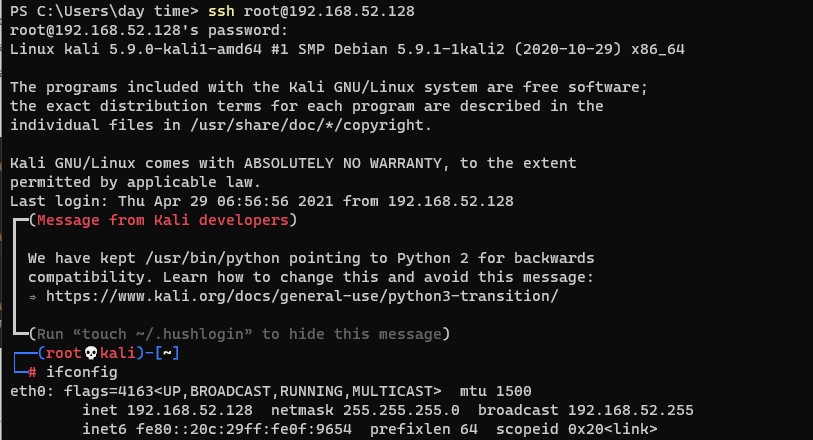 PS C:\Users\day time> ssh root@192.168.52.128
root@192.168.52.128's password:
Linux kali 5.9.0-kali1-amd64 #1 SMP Debian 5.9.1-1kali2 (2020-10-29) x86_64
The programs included with the Kali GNU/Linux system are free software;
the exact distribution terms for each program are described in the
individual files in /usr/share/doc/*/copyright.
Kali GNU/Linux comes with ABSOLUTELY NO WARRANTY, to the extent
permitted by applicable law.
Last login: Thu Apr 29 06:56:56 2021 from 192.168.52.128
┌─(Message from Kali developers)
│ We have kept /usr/bin/python pointing to Python 2 for backwards
│ compatibility. Learn how to change this and avoid this message:
│ ⇒ https://www.kali.org/docs/general-use/python3-transition/
└─(Run “touch ~/.hushlogin” to hide this message)
┌──(root💀kali)-[~]
└─# ifconfig
eth0: flags=4163<UP,BROADCAST,RUNNING,MULTICAST>  mtu 1500
        inet 192.168.52.128  netmask 255.255.255.0  broadcast 192.168.52.255
        inet6 fe80::20c:29ff:fe0f:9654  prefixlen 64  scopeid 0x20<link>